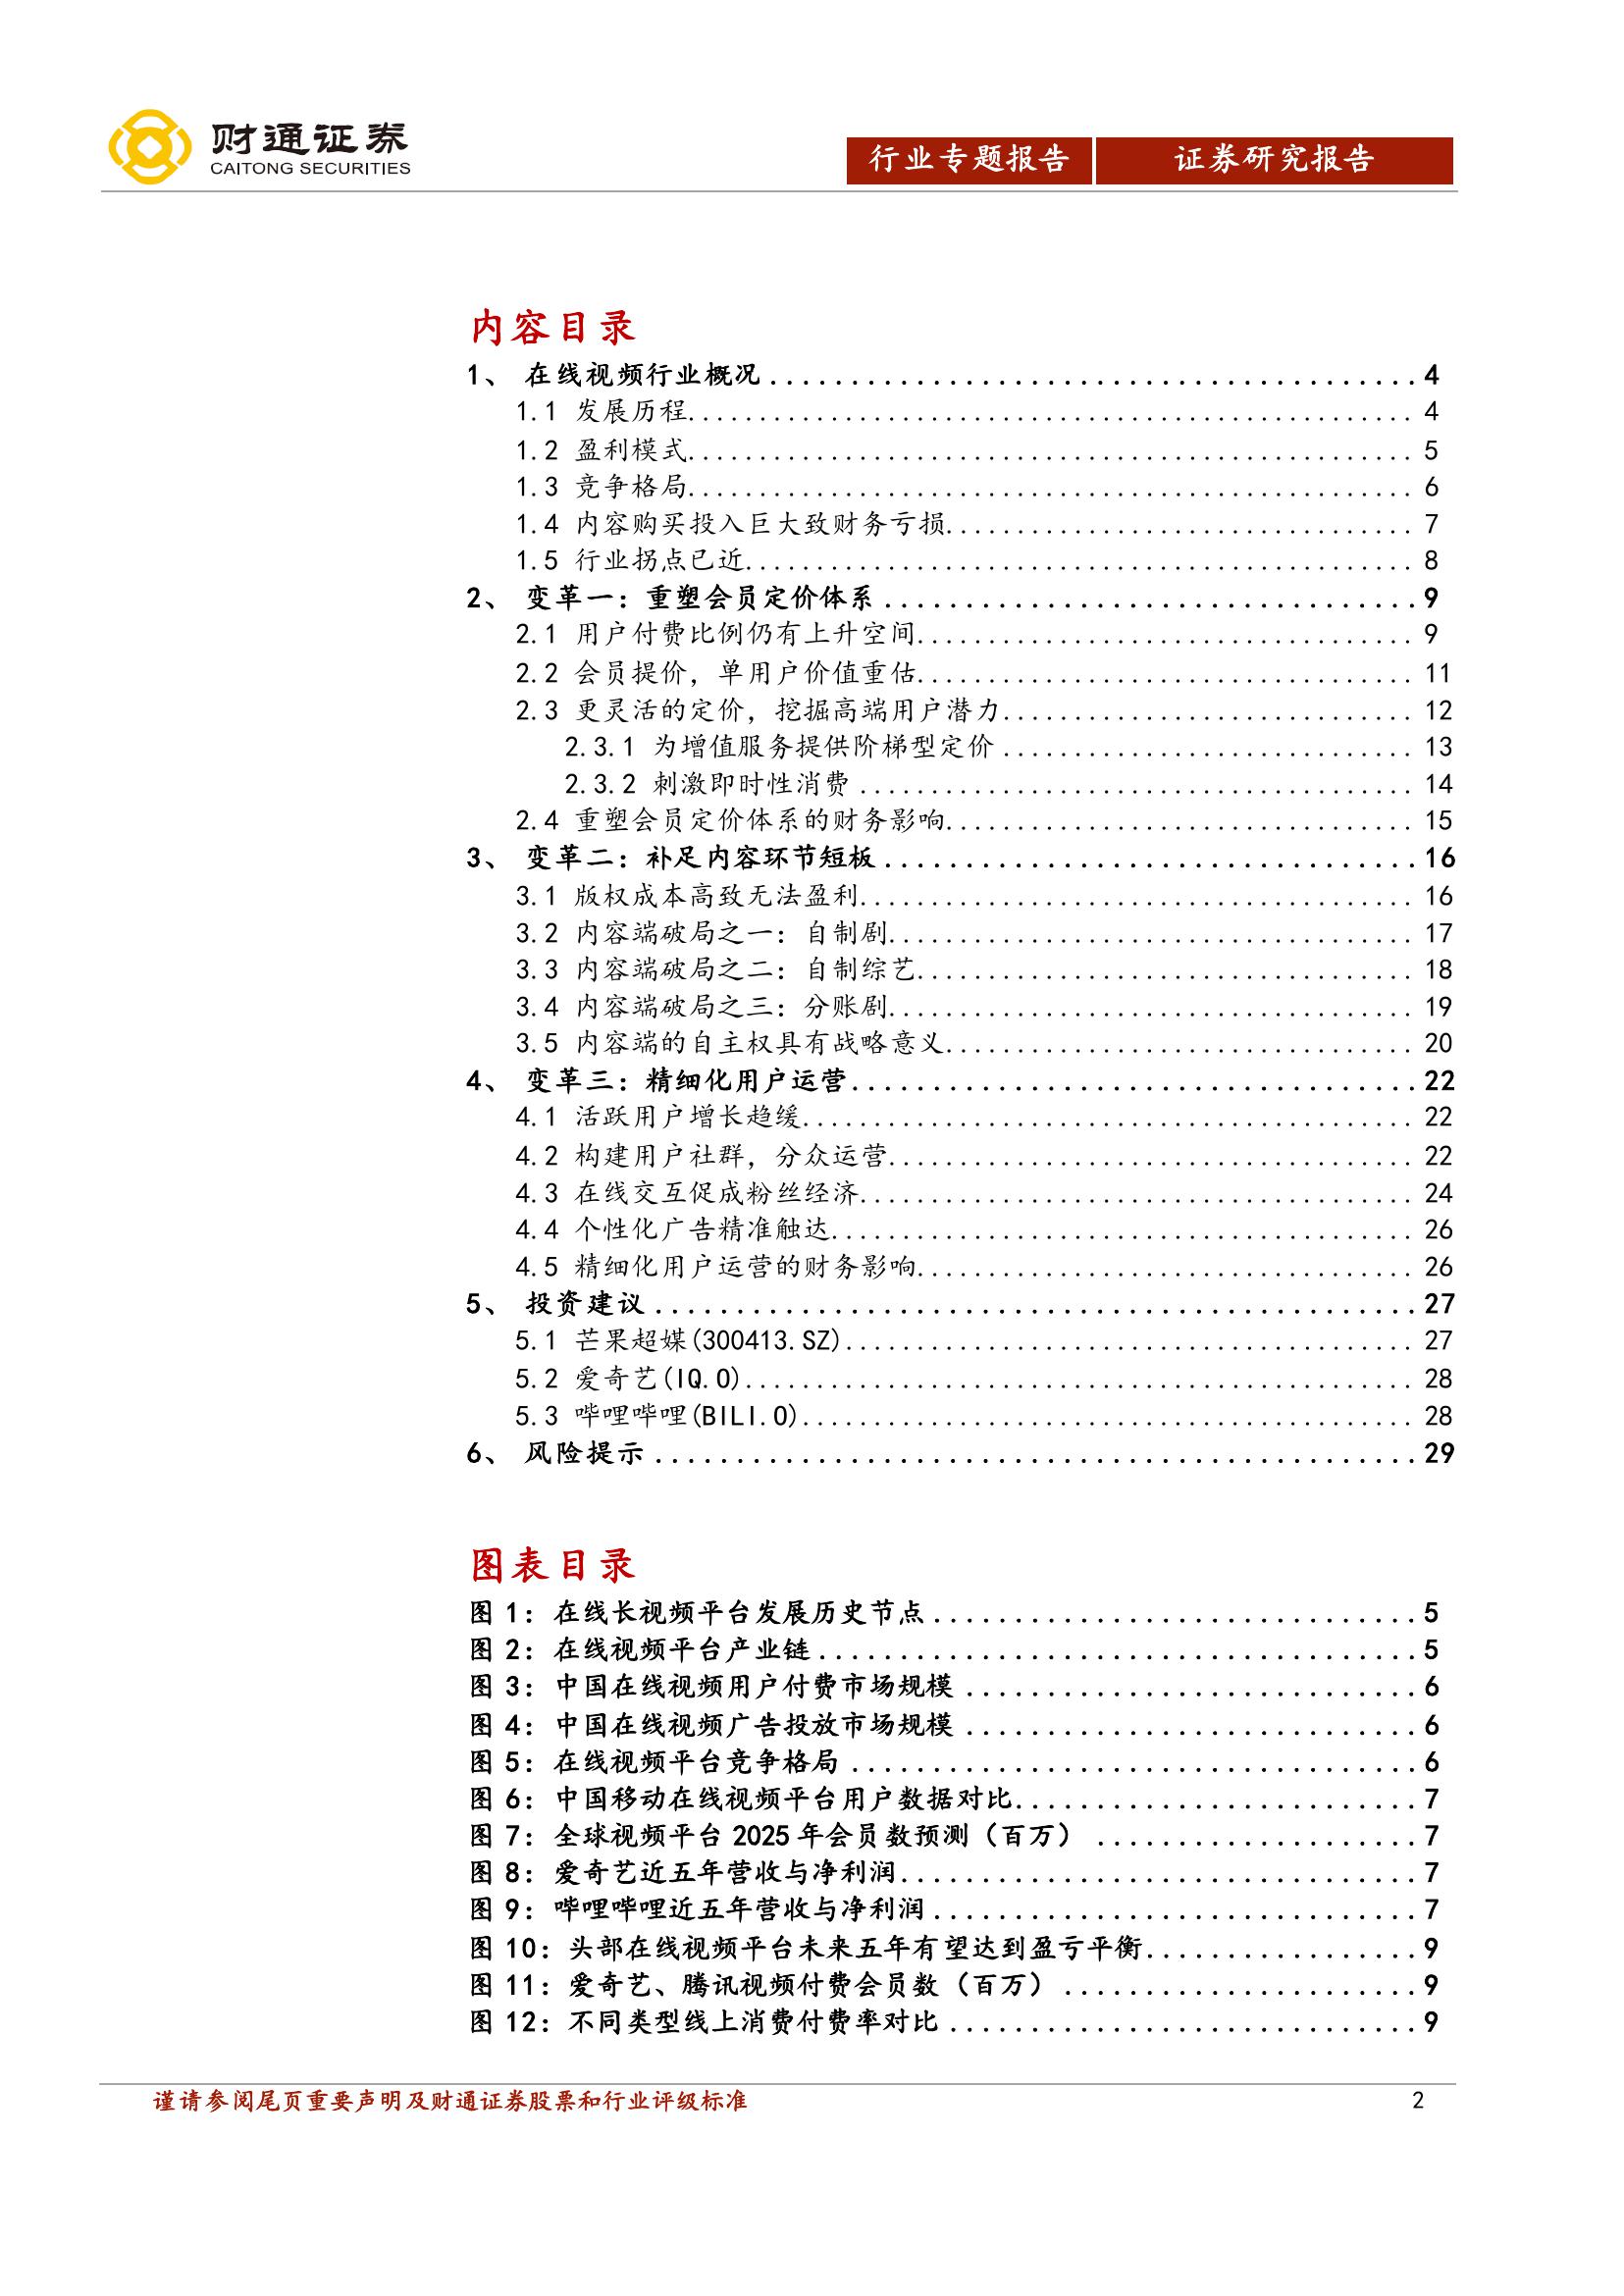 财通证券
CAITONG SECURITIES
行业专题报告 证券研究报告
内容目录
1、 在线视频行业概况........................................4
1.1 发展历程........................................4
1.2 盈利模式........................................5
1.3 竞争格局........................................6
1.4 内容购买投入巨大致财务亏损........................................7
1.5 行业拐点已近........................................8
2、 变革一：重塑会员定价体系........................................9
2.1 用户付费比例仍有上升空间........................................9
2.2 会员提价，单用户价值重估........................................11
2.3 更灵活的定价，挖掘高端用户潜力........................................12
2.3.1 为增值服务提供阶梯型定价........................................13
2.3.2 刺激即时性消费........................................14
2.4 重塑会员定价体系的财务影响........................................15
3、 变革二：补足内容环节短板........................................16
3.1 版权成本高致无法盈利........................................16
3.2 内容端破局之一：自制剧........................................17
3.3 内容端破局之二：自制综艺........................................18
3.4 内容端破局之三：分账剧........................................19
3.5 内容端的自主权具有战略意义........................................20
4、 变革三：精细化用户运营........................................22
4.1 活跃用户增长趋缓........................................22
4.2 构建用户社群，分众运营........................................22
4.3 在线交互促成粉丝经济........................................24
4.4 个性化广告精准触达........................................26
4.5 精细化用户运营的财务影响........................................26
5、 投资建议........................................27
5.1 芒果超媒(300413.SZ)........................................27
5.2 爱奇艺(IQ.O)........................................28
5.3 哔哩哔哩(BILI.O)........................................28
6、 风险提示........................................29
图表目录
图 1：在线长视频平台发展历史节点..............................5
图 2：在线视频平台产业链..............................5
图 3：中国在线视频用户付费市场规模..............................6
图 4：中国在线视频广告投放市场规模..............................6
图 5：在线视频平台竞争格局..............................6
图 6：中国移动在线视频平台用户数据对比..............................7
图 7：全球视频平台 2025 年会员数预测（百万）..............................7
图 8：爱奇艺近五年营收与净利润..............................7
图 9：哔哩哔哩近五年营收与净利润..............................7
图 10：头部在线视频平台未来五年有望达到盈亏平衡..............................9
图 11：爱奇艺、腾讯视频付费会员数（百万）..............................9
图 12：不同类型线上消费付费率对比..............................9
谨请参阅尾页重要声明及财通证券股票和行业评级标准 2